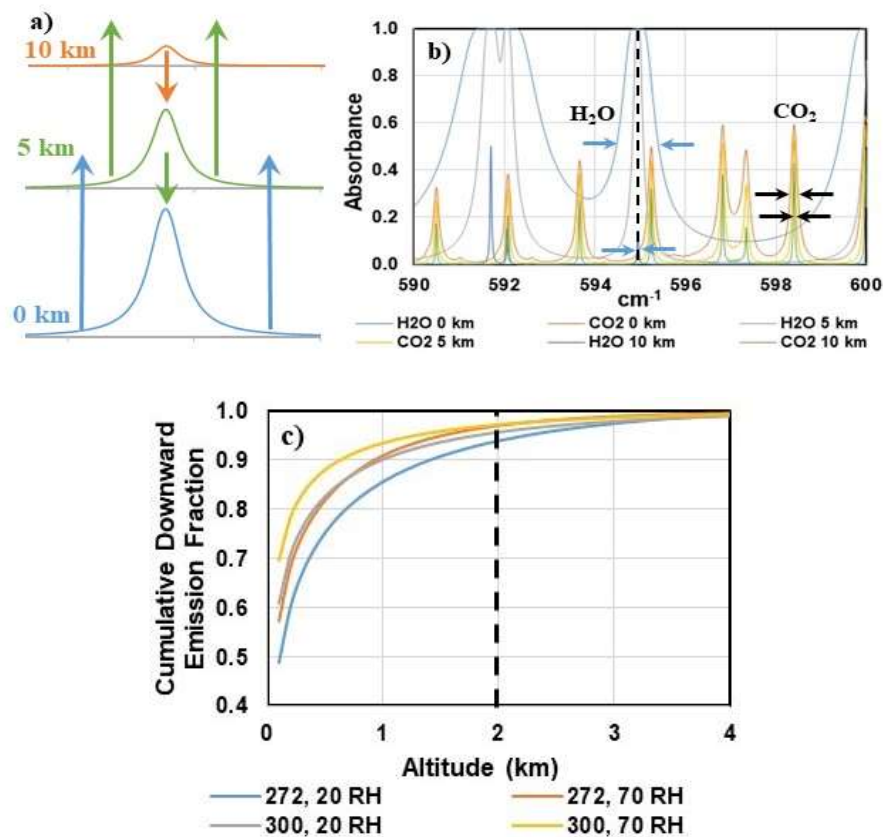 a)
10 km
5 km
0 km
b)
Absorbance
1.0
0.8
0.6
0.4
0.2
0.0
H₂O
CO₂
590 592 594 596 598 600
cm⁻¹
H2O 0 km CO2 0 km H2O 5 km
CO2 5 km H2O 10 km CO2 10 km
c)
Cumulative Downward
Emission Fraction
1.0
0.9
0.8
0.7
0.6
0.5
0.4
0 1 2 3 4
Altitude (km)
272, 20 RH 272, 70 RH
300, 20 RH 300, 70 RH